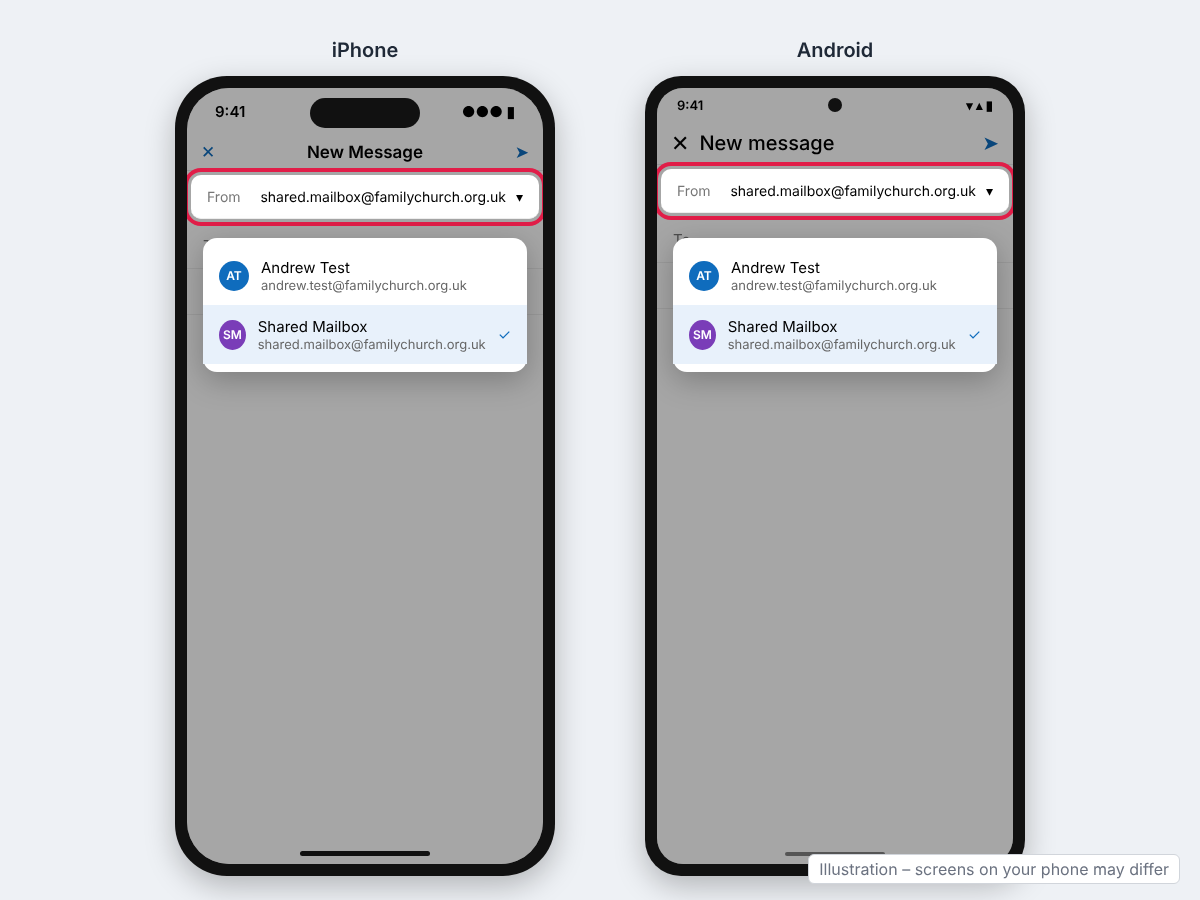 iPhone
9:41
New Message
From shared.mailbox@familychurch.org.uk
AT
Andrew Test
andrew.test@familychurch.org.uk
SM
Shared Mailbox
shared.mailbox@familychurch.org.uk
Android
9:41
New message
From shared.mailbox@familychurch.org.uk
To
AT
Andrew Test
andrew.test@familychurch.org.uk
SM
Shared Mailbox
shared.mailbox@familychurch.org.uk
Illustration – screens on your phone may differ